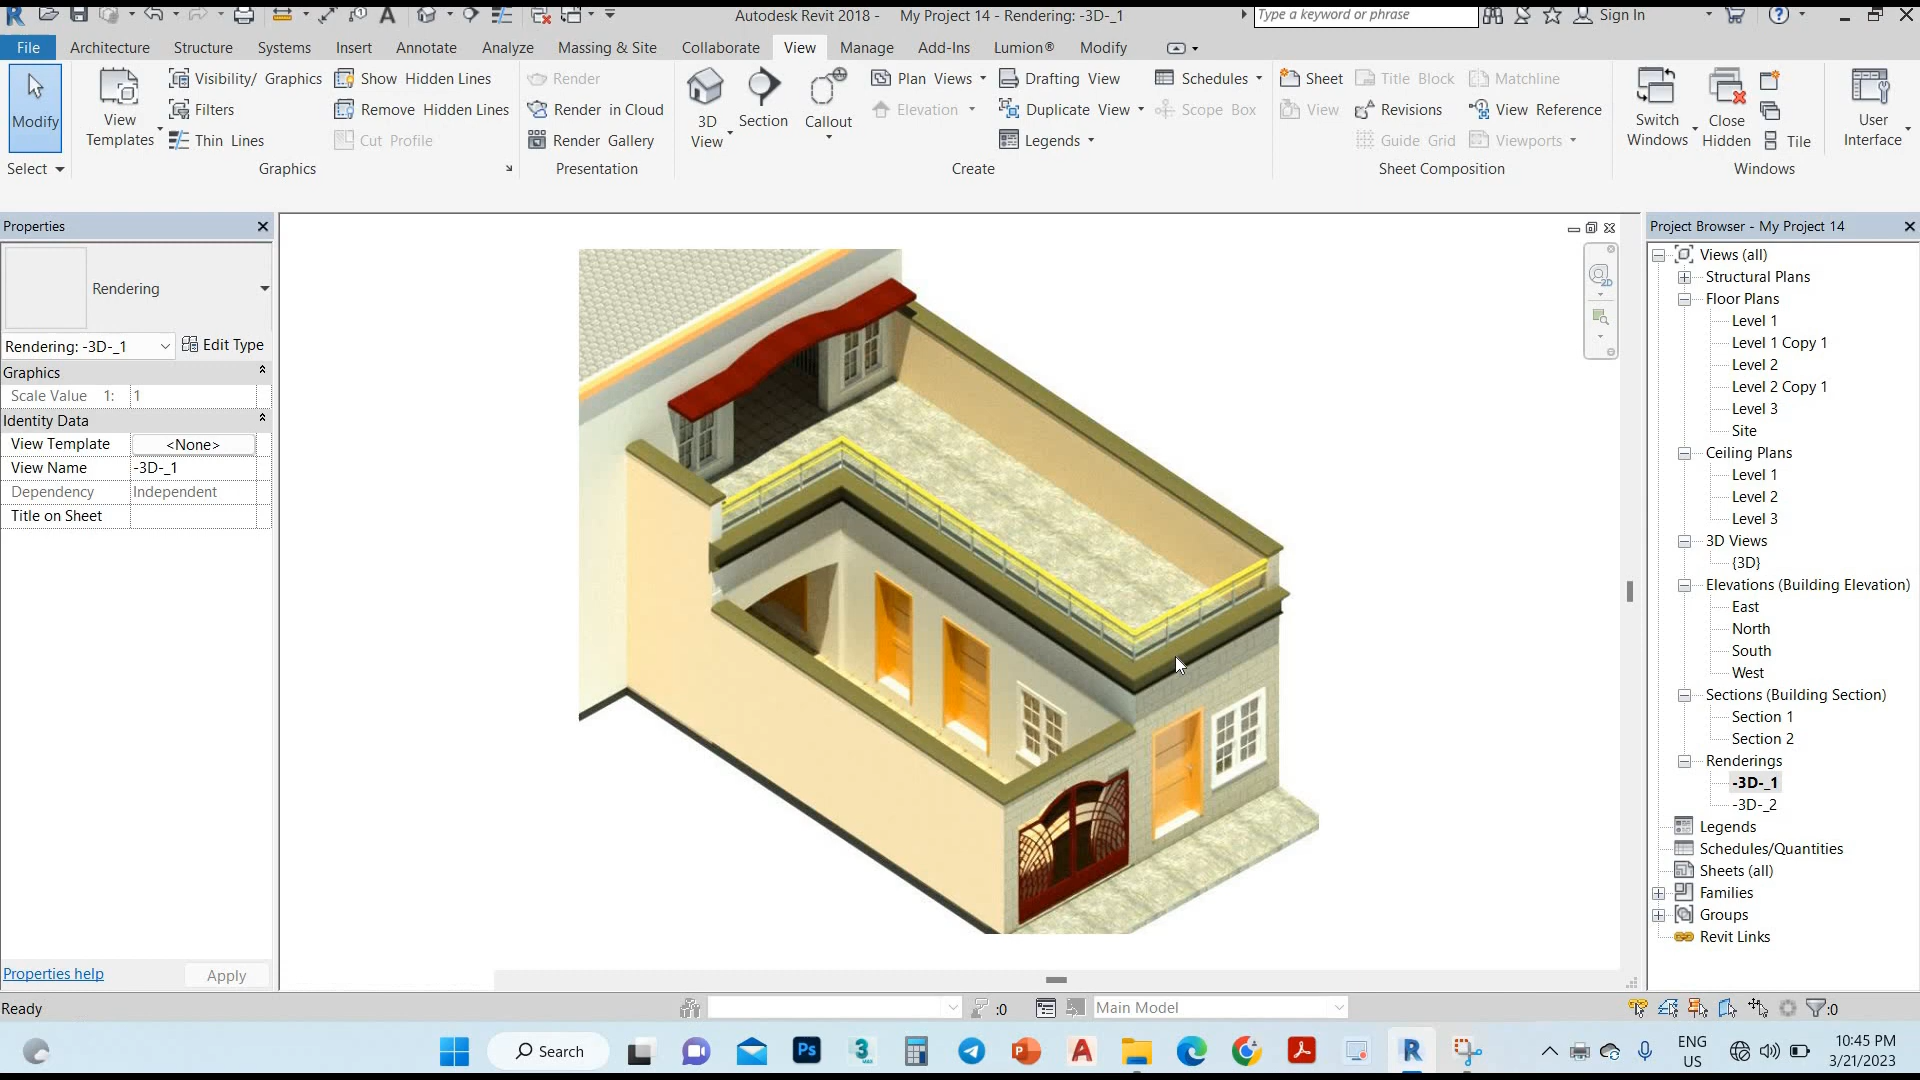 Autodesk Revit 2018 - My Project 14 - Rendering: -3D-_1
Type a keyword or phrase
Sign In
File Architecture Structure Systems Insert Annotate Analyze Massing & Site Collaborate View Manage Add-Ins Lumion® Modify
Modify
View Templates
Visibility/ Graphics
Filters
Thin Lines
Show Hidden Lines
Remove Hidden Lines
Cut Profile
Render
Render in Cloud
Render Gallery
3D View
Section
Callout
Plan Views
Elevation
Drafting View
Duplicate View
Legends
Schedules
Scope Box
Sheet
View
Title Block
Revisions
Guide Grid
Matchline
View Reference
Viewports
Switch Windows
Close Hidden
Tile
User Interface
Select Graphics Presentation Create Sheet Composition Windows
Properties
Rendering
Rendering: -3D-_1 Edit Type
Graphics
Scale Value 1: 1
Identity Data
View Template <None>
View Name -3D-_1
Dependency Independent
Title on Sheet
Properties help Apply
2D
Project Browser - My Project 14
Views (all)
Structural Plans
Floor Plans
Level 1
Level 1 Copy 1
Level 2
Level 2 Copy 1
Level 3
Site
Ceiling Plans
Level 1
Level 2
Level 3
3D Views
{3D}
Elevations (Building Elevation)
East
North
South
West
Sections (Building Section)
Section 1
Section 2
Renderings
-3D-_1
-3D-_2
Legends
Schedules/Quantities
Sheets (all)
Families
Groups
Revit Links
Ready :0 Main Model :0
Search
Ps
3
ENG
US
10:45 PM
3/21/2023